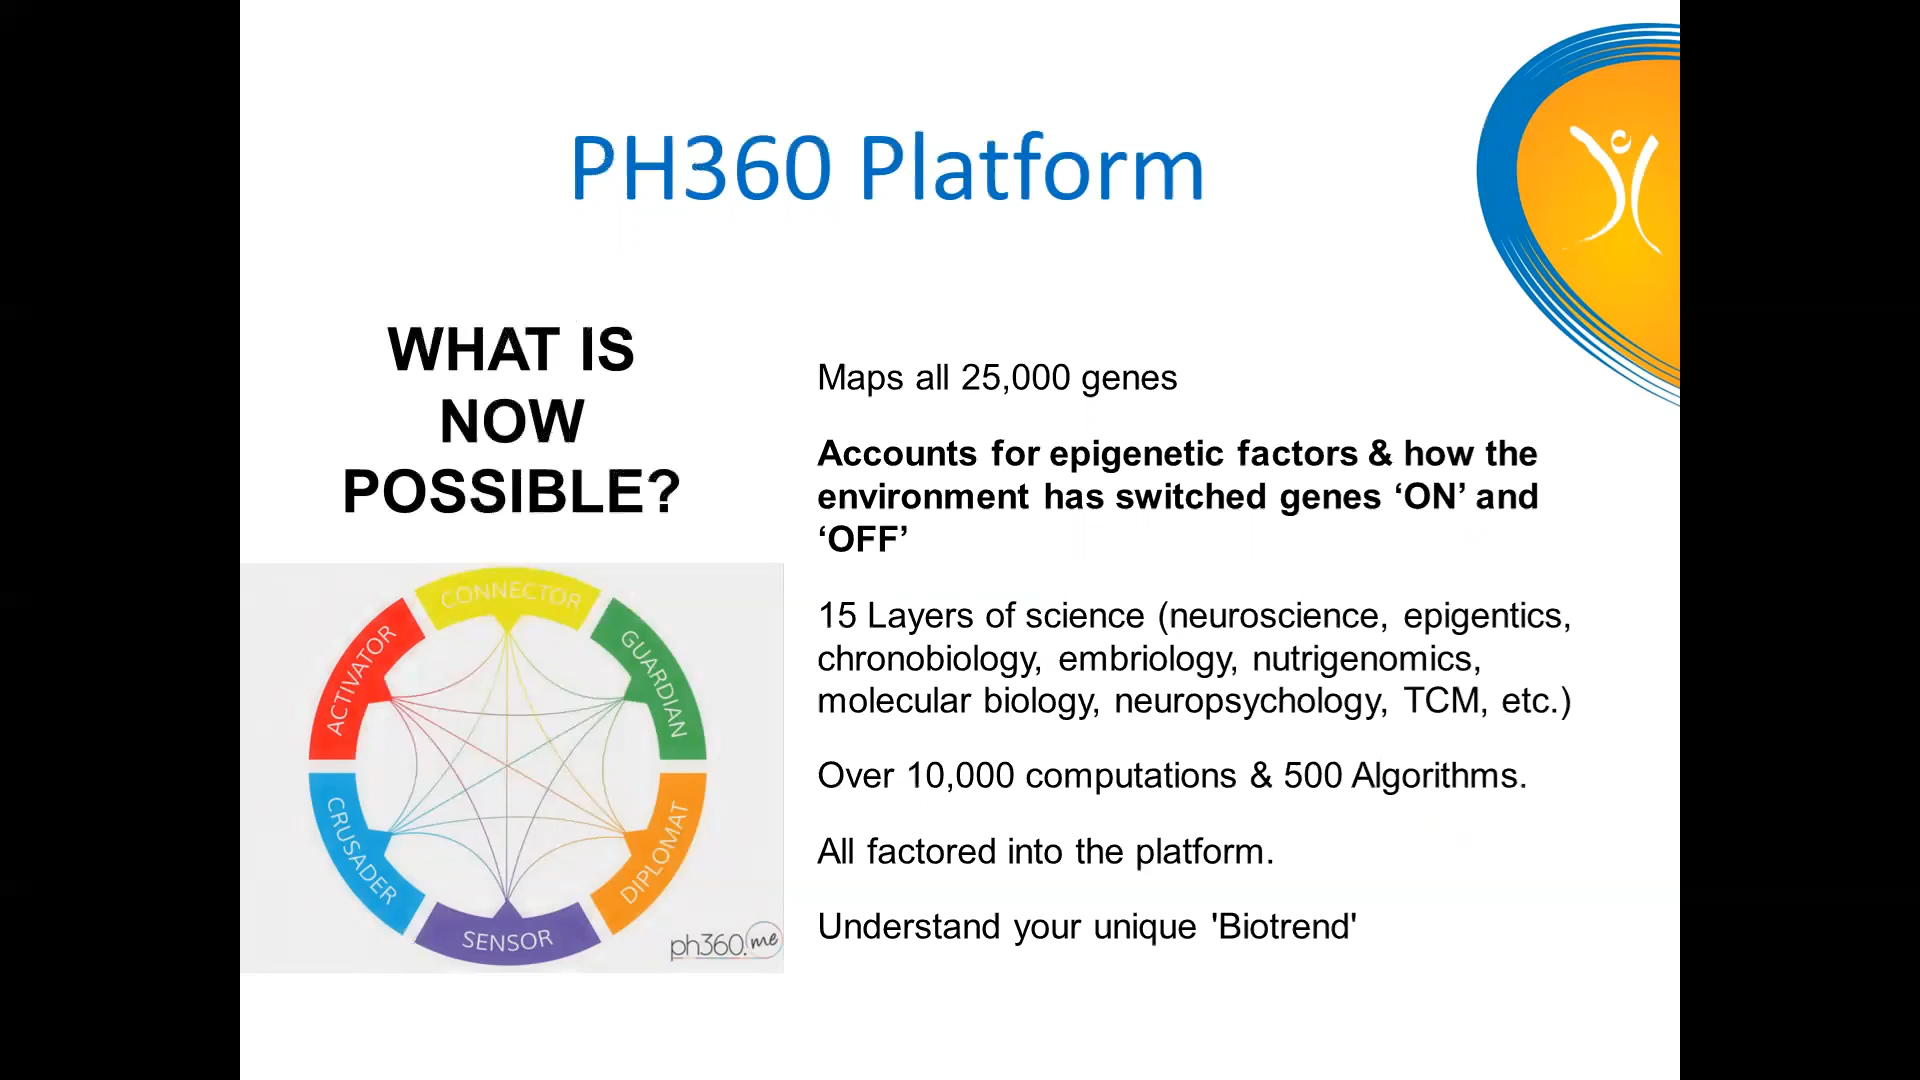 PH360 Platform
WHAT IS
NOW
POSSIBLE?
Maps all 25,000 genes
Accounts for epigenetic factors & how the
environment has switched genes ‘ON’ and
‘OFF’
15 Layers of science (neuroscience, epigentics,
chronobiology, embriology, nutrigenomics,
molecular biology, neuropsychology, TCM, etc.)
Over 10,000 computations & 500 Algorithms.
All factored into the platform.
Understand your unique 'Biotrend'
CONNECTOR
GUARDIAN
DIPLOMAT
SENSOR
CRUSADER
ACTIVATOR
ph360.me